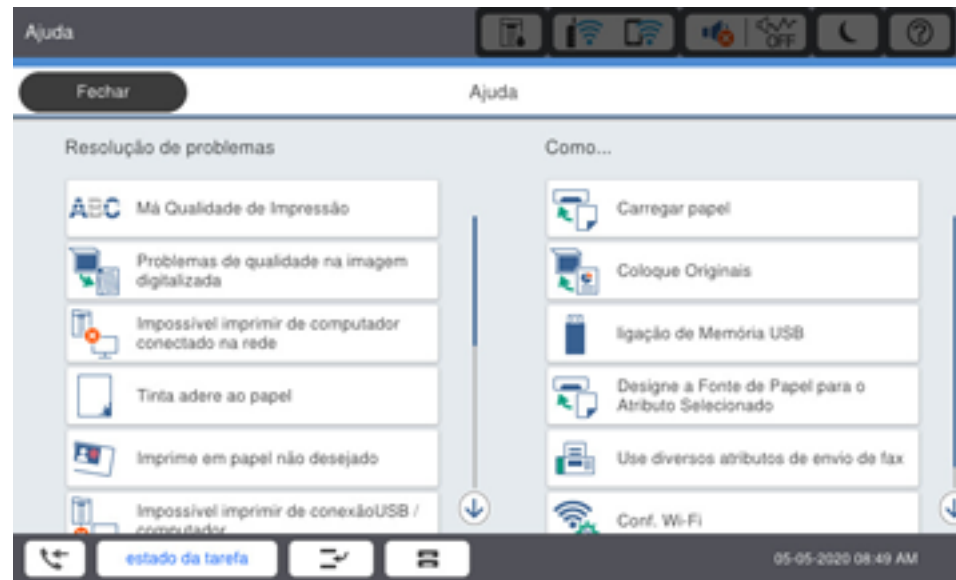 Ajuda
OFF
Fechar
Ajuda
Resolução de problemas
Como...
ABC Má Qualidade de Impressão
Problemas de qualidade na imagem
digitalizada
Impossível imprimir de computador
conectado na rede
Tinta adere ao papel
Imprime em papel não desejado
Impossível imprimir de conexãoUSB /
computador
Carregar papel
Coloque Originais
ligação de Memória USB
Designe a Fonte de Papel para o
Atributo Selecionado
Use diversos atributos de envio de fax
Conf. Wi-Fi
estado da tarefa
05-05-2020 08:49 AM